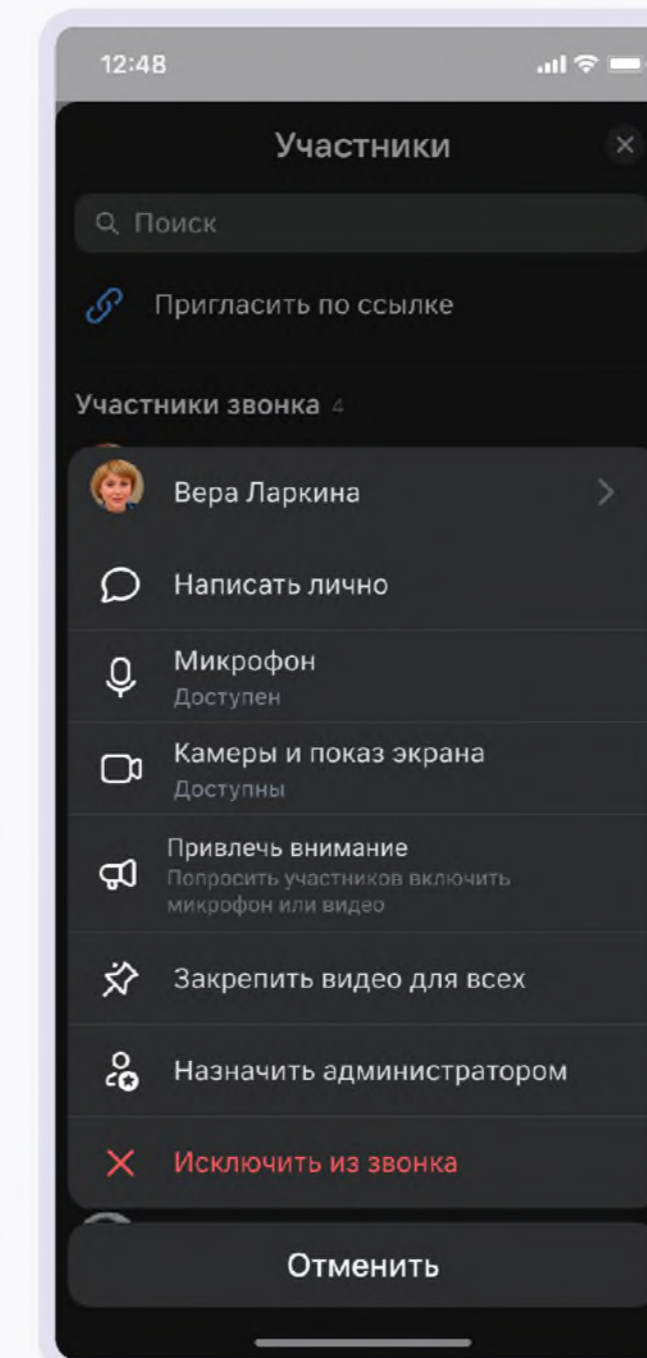 12:48
Участники
Поиск
Пригласить по ссылке
Участники звонка 4
Вера Ларкина
Написать лично
Микрофон
Доступен
Камеры и показ экрана
Доступны
Привлечь внимание
Попросить участников включить
микрофон или видео
Закрепить видео для всех
Назначить администратором
Исключить из звонка
Отменить